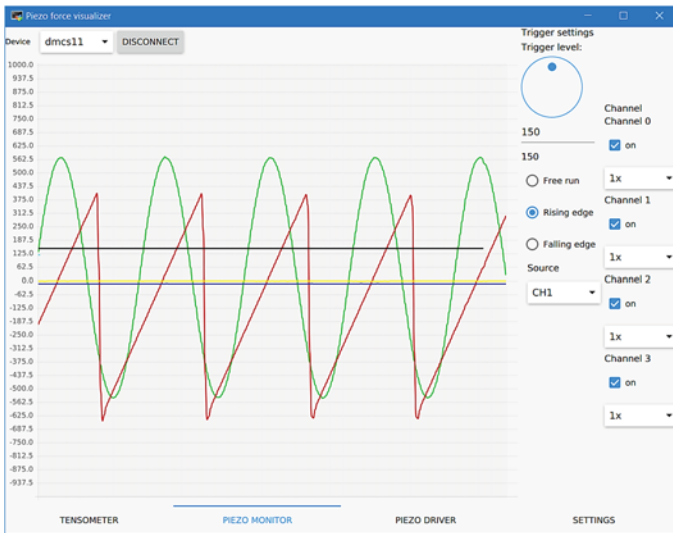 Piezo force visualizer
Device dmcs11 DISCONNECT
Trigger settings
Trigger level:
150
150
Free run
Rising edge
Falling edge
Source
CH1
Channel
Channel 0
on
1x
Channel 1
on
1x
Channel 2
on
1x
Channel 3
on
1x
1000.0
937.5
875.0
812.5
750.0
687.5
625.0
562.5
500.0
437.5
375.0
312.5
250.0
187.5
125.0
62.5
0.0
-62.5
-125.0
-187.5
-250.0
-312.5
-375.0
-437.5
-500.0
-562.5
-625.0
-687.5
-750.0
-812.5
-875.0
-937.5
TENSOMETER PIEZO MONITOR PIEZO DRIVER SETTINGS